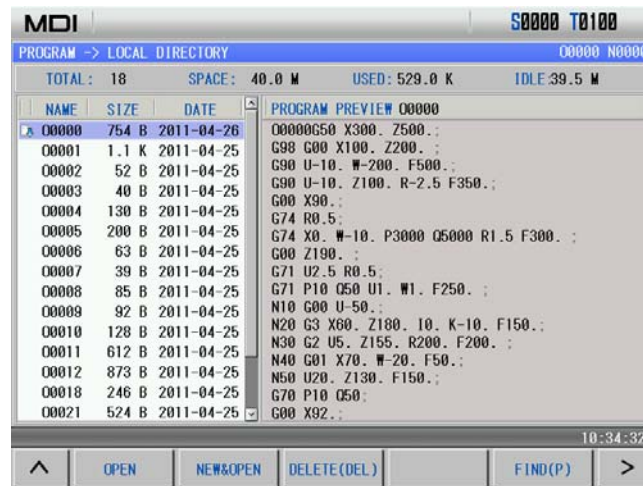 MDI S0000 T0100
PROGRAM -> LOCAL DIRECTORY O0000 N0000
TOTAL: 18 SPACE: 40.0 M USED: 529.0 K IDLE:39.5 M
NAME SIZE DATE
O0000 754 B 2011-04-26
O0001 1.1 K 2011-04-25
O0002 52 B 2011-04-25
O0003 40 B 2011-04-25
O0004 130 B 2011-04-25
O0005 200 B 2011-04-25
O0006 63 B 2011-04-25
O0007 39 B 2011-04-25
O0008 85 B 2011-04-25
O0009 92 B 2011-04-25
O0010 128 B 2011-04-25
O0011 612 B 2011-04-25
O0012 873 B 2011-04-25
O0018 246 B 2011-04-25
O0021 524 B 2011-04-25
PROGRAM PREVIEW O0000
O0000G50 X300. Z500.;
G98 G00 X100. Z200. ;
G90 U-10. W-200. F500.;
G90 U-10. Z100. R-2.5 F350.;
G00 X90.;
G74 R0.5;
G74 X0. W-10. P3000 Q5000 R1.5 F300. ;
G00 Z190. ;
G71 U2.5 R0.5;
G71 P10 Q50 U1. W1. F250. ;
N10 G00 U-50.;
N20 G3 X60. Z180. I0. K-10. F150.;
N30 G2 U5. Z155. R200. F200. ;
N40 G01 X70. W-20. F50.;
N50 U20. Z130. F150.;
G70 P10 Q50;
G00 X92.;
10:34:32
OPEN NEW&OPEN DELETE(DEL) FIND(P) >